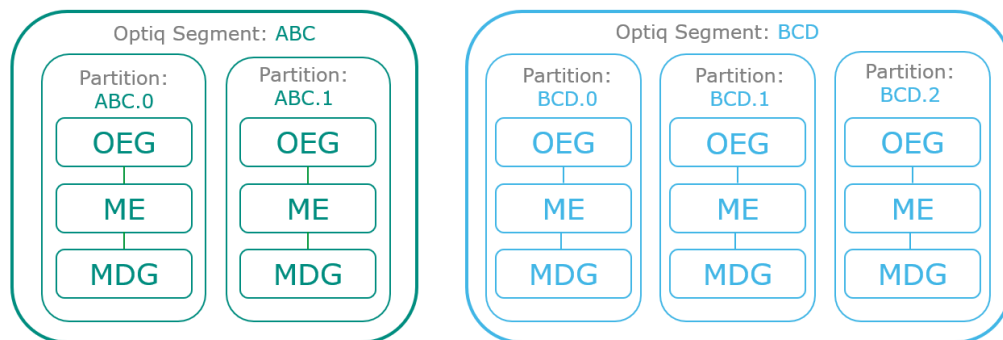 Optiq Segment: ABC
Partition:
ABC.0
OEG
ME
MDG
Partition:
ABC.1
OEG
ME
MDG
Optiq Segment: BCD
Partition:
BCD.0
OEG
ME
MDG
Partition:
BCD.1
OEG
ME
MDG
Partition:
BCD.2
OEG
ME
MDG